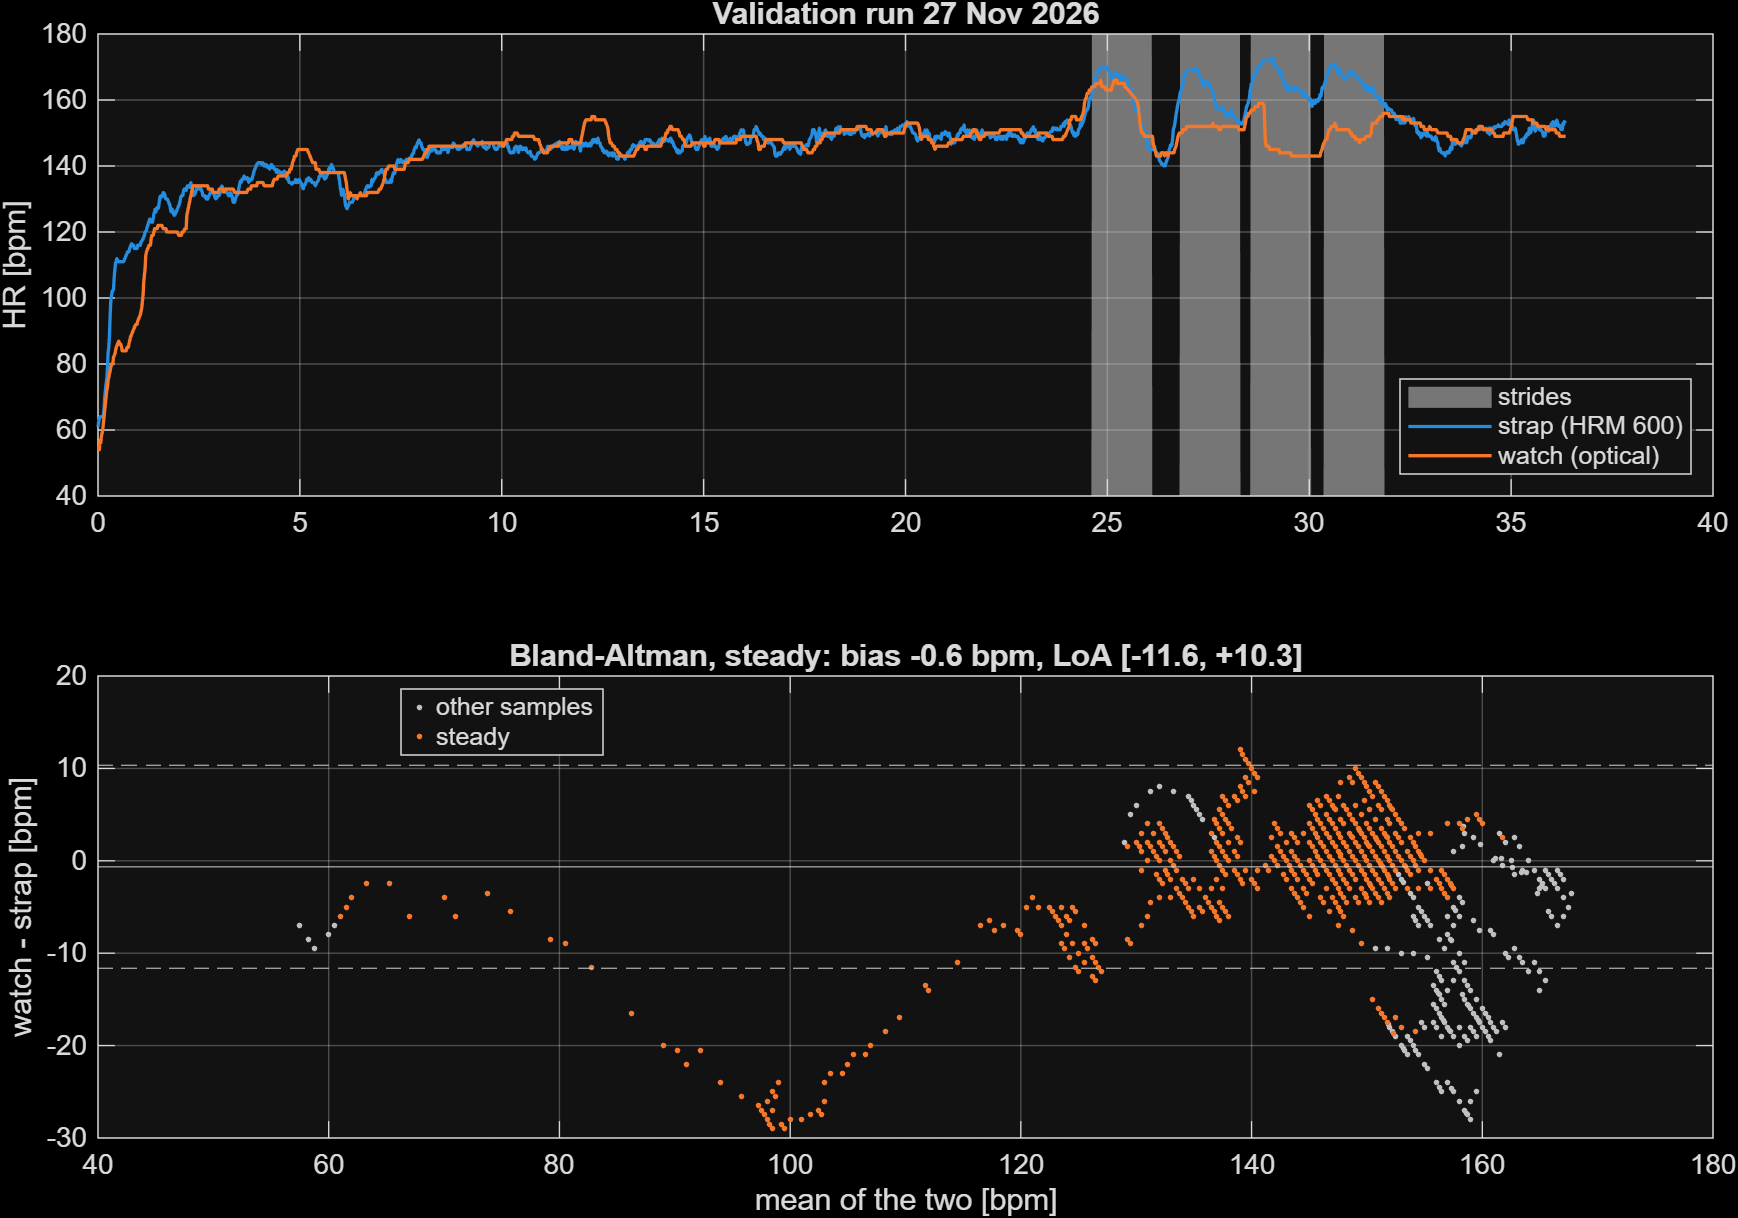 Validation run 27 Nov 2026
HR [bpm]
180
160
140
120
100
80
60
40
0 5 10 15 20 25 30 35 40
strides
strap (HRM 600)
watch (optical)
Bland-Altman, steady: bias -0.6 bpm, LoA [-11.6, +10.3]
watch - strap [bpm]
20
10
0
-10
-20
-30
other samples
steady
40 60 80 100 120 140 160 180
mean of the two [bpm]